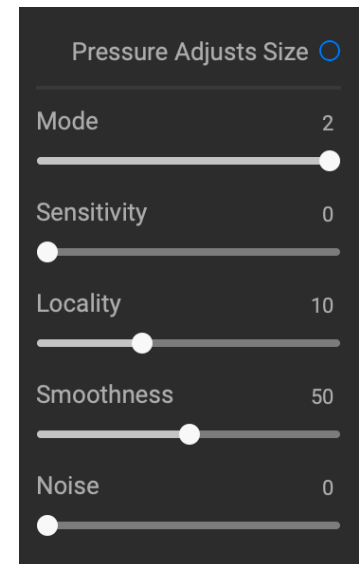 Pressure Adjusts Size
Mode 2
Sensitivity 0
Locality 10
Smoothness 50
Noise 0